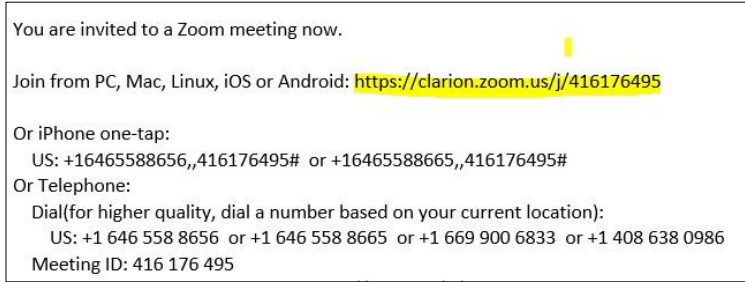 You are invited to a Zoom meeting now.
Join from PC, Mac, Linux, iOS or Android: https://clarion.zoom.us/j/416176495
Or iPhone one-tap:
US: +16465588656,,416176495# or +16465588665,,416176495#
Or Telephone:
Dial(for higher quality, dial a number based on your current location):
US: +1 646 558 8656 or +1 646 558 8665 or +1 669 900 6833 or +1 408 638 0986
Meeting ID: 416 176 495